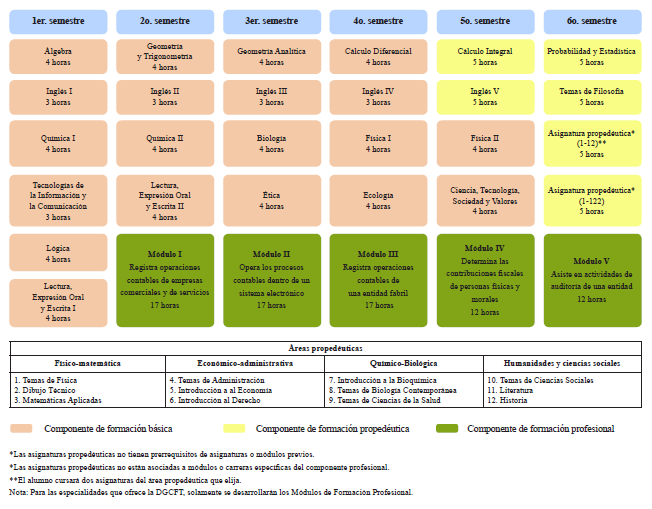 1er. semestre
2o. semestre
3er. semestre
4o. semestre
5o. semestre
6o. semestre
Álgebra
4 horas
Geometría
y Trigonometría
4 horas
Geometría Analítica
4 horas
Cálculo Diferencial
4 horas
Cálculo Integral
5 horas
Probabilidad y Estadística
5 horas
Inglés I
3 horas
Inglés II
3 horas
Inglés III
3 horas
Inglés IV
3 horas
Inglés V
5 horas
Temas de Filosofía
5 horas
Química I
4 horas
Química II
4 horas
Biología
4 horas
Física I
4 horas
Física II
4 horas
Asignatura propedéutica*
(1-12)**
5 horas
Tecnologías de
la Información y
la Comunicación
3 horas
Lectura,
Expresión Oral
y Escrita II
4 horas
Ética
4 horas
Ecología
4 horas
Ciencia, Tecnología,
Sociedad y Valores
4 horas
Asignatura propedéutica*
(1-122)
5 horas
Lógica
4 horas
Lectura,
Expresión Oral
y Escrita I
4 horas
Módulo I
Registra operaciones
contables de empresas
comerciales y de servicios
17 horas
Módulo II
Opera los procesos
contables dentro de un
sistema electrónico
17 horas
Módulo III
Registra operaciones
contables de
una entidad fabril
17 horas
Módulo IV
Determina las
contribuciones fiscales
de personas físicas y
morales
12 horas
Módulo V
Asiste en actividades de
auditoría de una entidad
12 horas
Áreas propedéuticas
Físico-matemática
Económico-administrativa
Químico-Biológica
Humanidades y ciencias sociales
1. Temas de Física
2. Dibujo Técnico
3. Matemáticas Aplicadas
4. Temas de Administración
5. Introducción a al Economía
6. Introducción al Derecho
7. Introducción a la Bioquímica
8. Temas de Biología Contemporánea
9. Temas de Ciencias de la Salud
10. Temas de Ciencias Sociales
11. Literatura
12. Historia
Componente de formación básica
Componente de formación propedéutica
Componente de formación profesional
*Las asignaturas propedéuticas no tienen prerrequisitos de asignaturas o módulos previos.
*Las asignaturas propedéuticas no están asociadas a módulos o carreras específicas del componente profesional.
**El alumno cursará dos asignaturas del área propedéutica que elija.
Nota: Para las especialidades que ofrece la DGCFT, solamente se desarrollarán los Módulos de Formación Profesional.